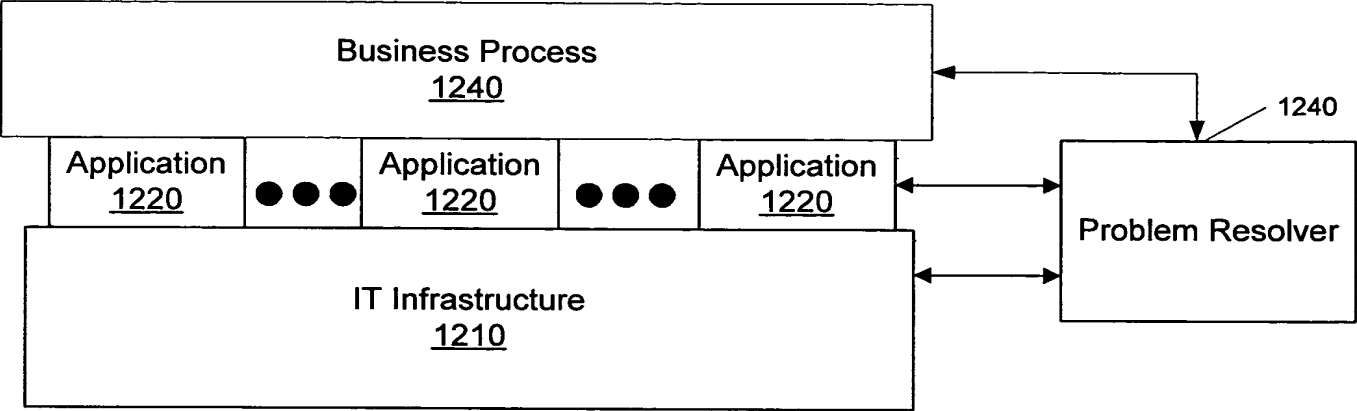 Business Process
1240
1240
Application
1220
Application
1220
Application
1220
Problem Resolver
IT Infrastructure
1210